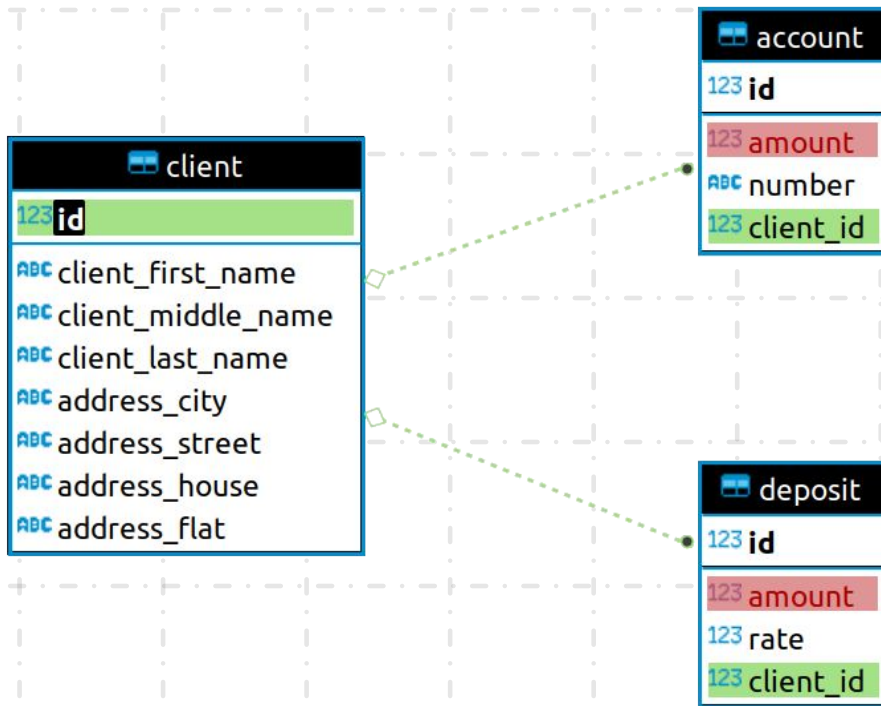 client
123 id
ABC client_first_name
ABC client_middle_name
ABC client_last_name
ABC address_city
ABC address_street
ABC address_house
ABC address_flat
account
123 id
123 amount
ABC number
123 client_id
deposit
123 id
123 amount
123 rate
123 client_id